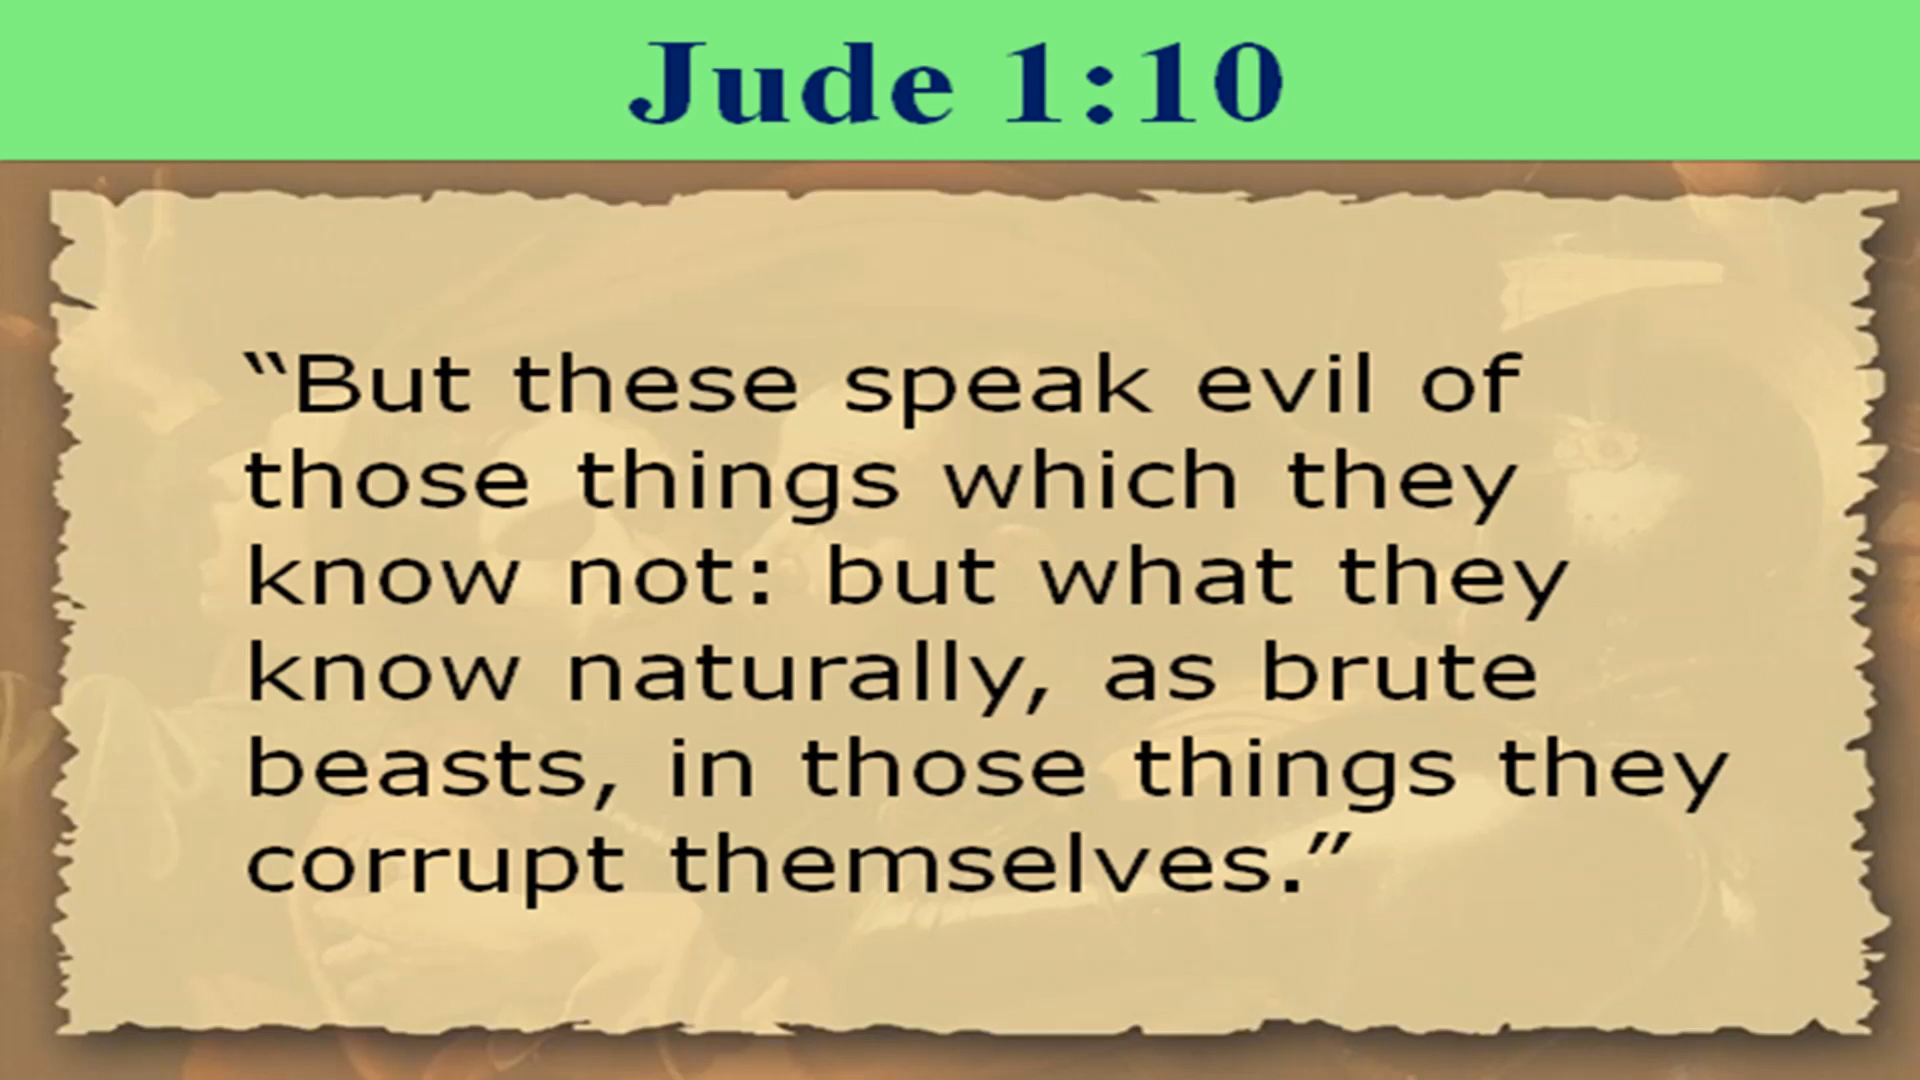 Jude 1:10
“But these speak evil of
those things which they
know not: but what they
know naturally, as brute
beasts, in those things they
corrupt themselves.”